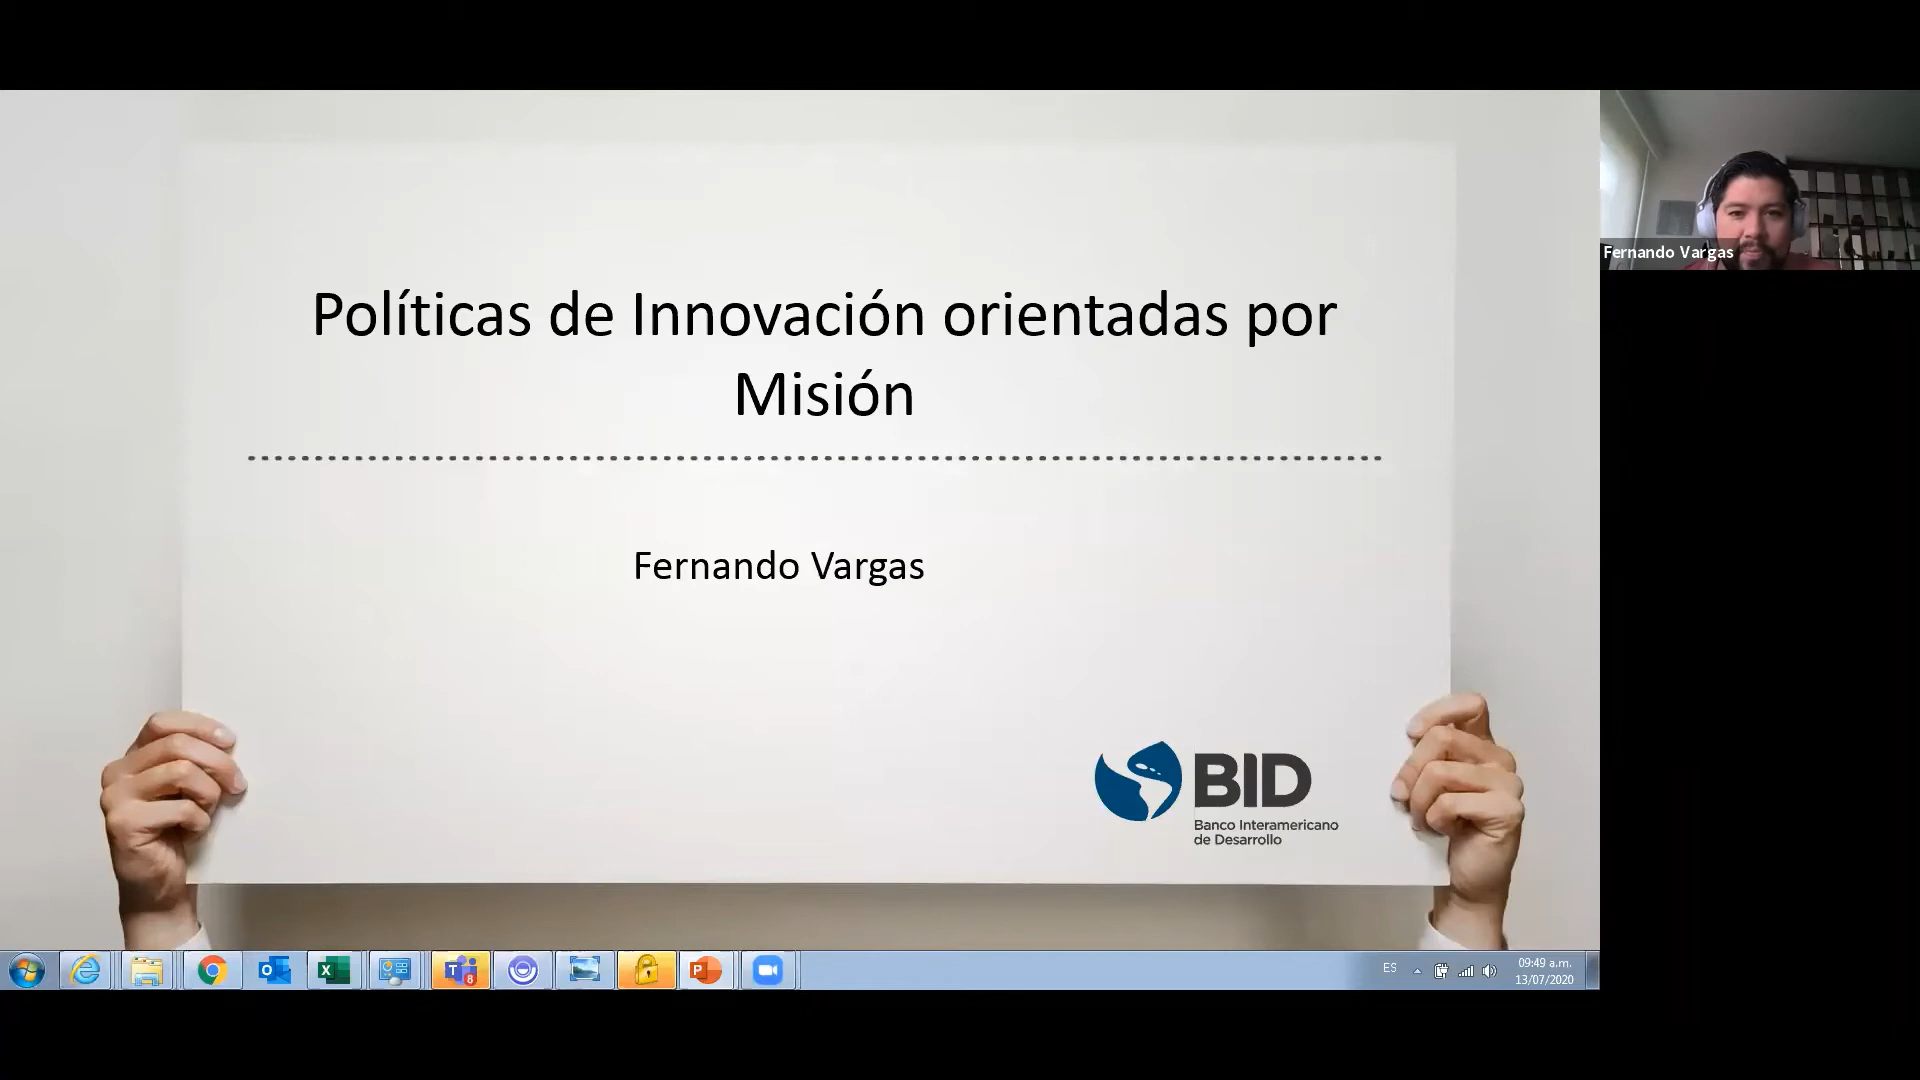 Políticas de Innovación orientadas por
Misión
Fernando Vargas
BID
Banco Interamericano
de Desarrollo
Fernando Vargas
ES
09:49 a.m.
13/07/2020